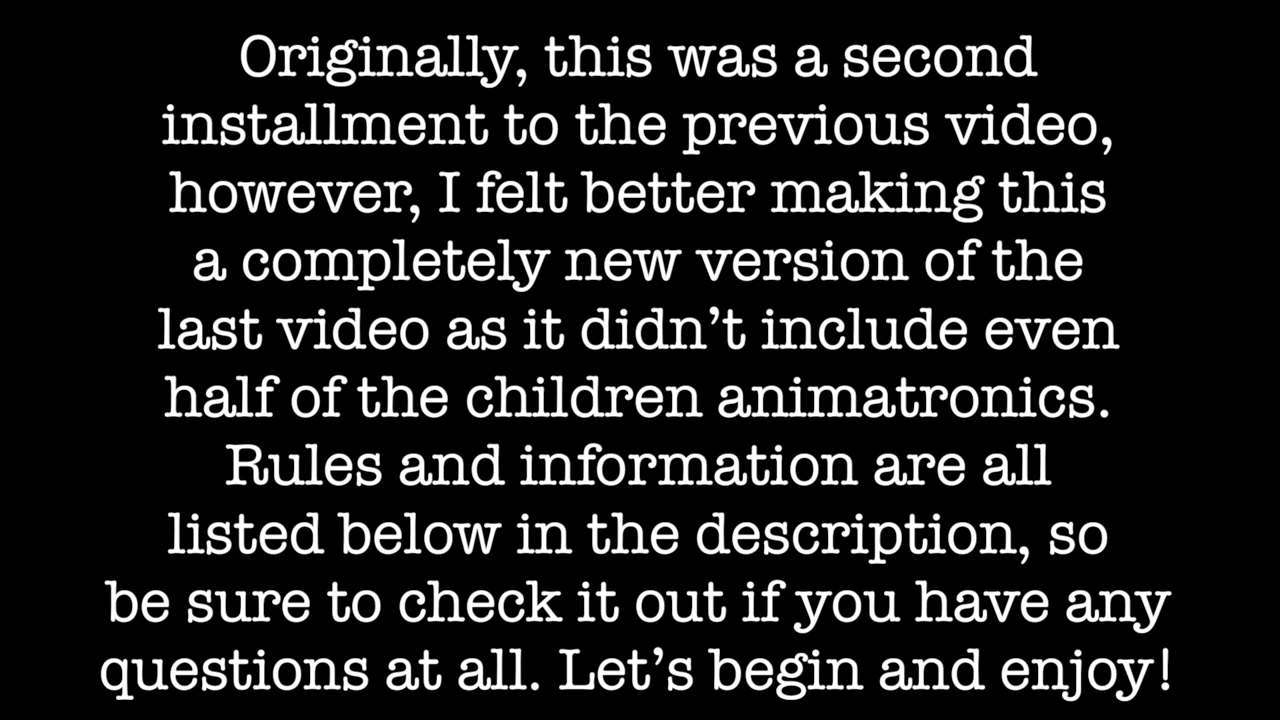 Originally, this was a second
installment to the previous video,
however, I felt better making this
a completely new version of the
last video as it didn’t include even
half of the children animatronics.
Rules and information are all
listed below in the description, so
be sure to check it out if you have any
questions at all. Let’s begin and enjoy!